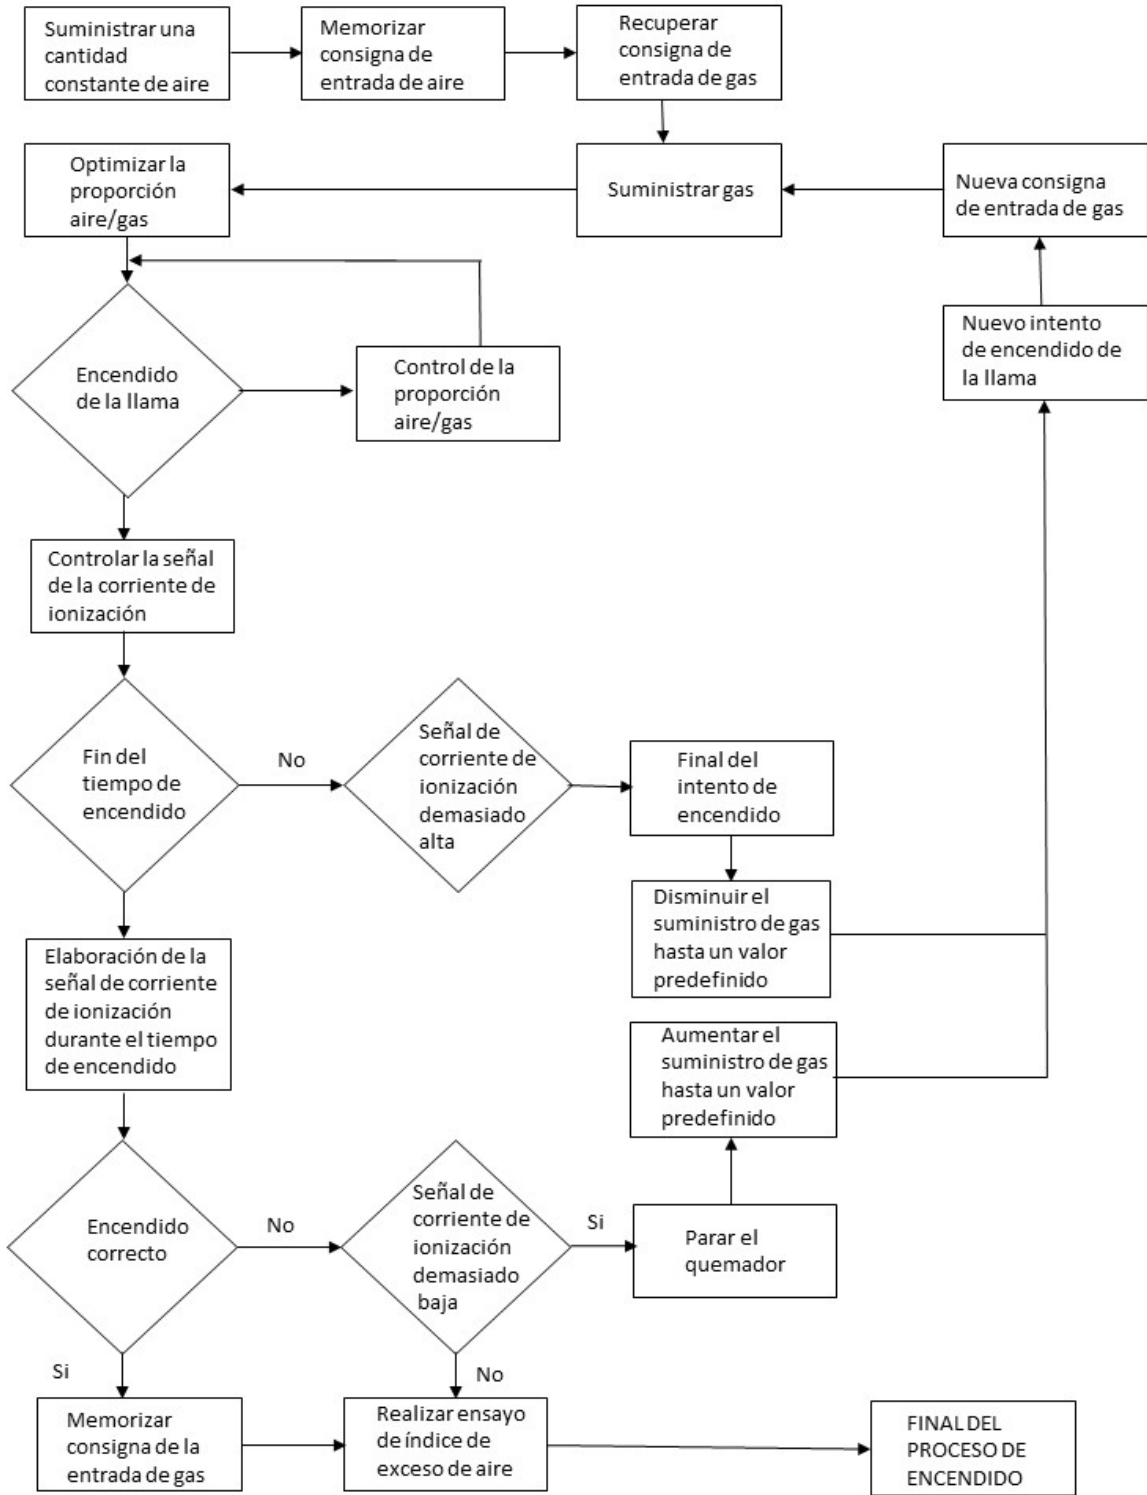 Suministrar una
cantidad
constante de aire
Memorizar
consigna de
entrada de aire
Recuperar
consigna de
entrada de gas
Optimizar la
proporción
aire/gas
Suministrar gas
Nueva consigna
de entrada de gas
Nuevo intento
de encendido de
la llama
Encendido
de la llama
Control de la
proporción
aire/gas
Controlar la señal
de la corriente de
ionización
Fin del
tiempo de
encendido
No
Señal de
corriente de
ionización
demasiado
alta
Final del
intento de
encendido
Disminuir el
suministro de gas
hasta un valor
predefinido
Elaboración de la
señal de corriente
de ionización
durante el tiempo
de encendido
Aumentar el
suministro de gas
hasta un valor
predefinido
Encendido
correcto
No
Señal de
corriente de
ionización
demasiado
baja
Si
Parar el
quemador
Si
No
Memorizar
consigna de la
entrada de gas
Realizar ensayo
de índice de
exceso de aire
FINAL DEL
PROCESO DE
ENCENDIDO